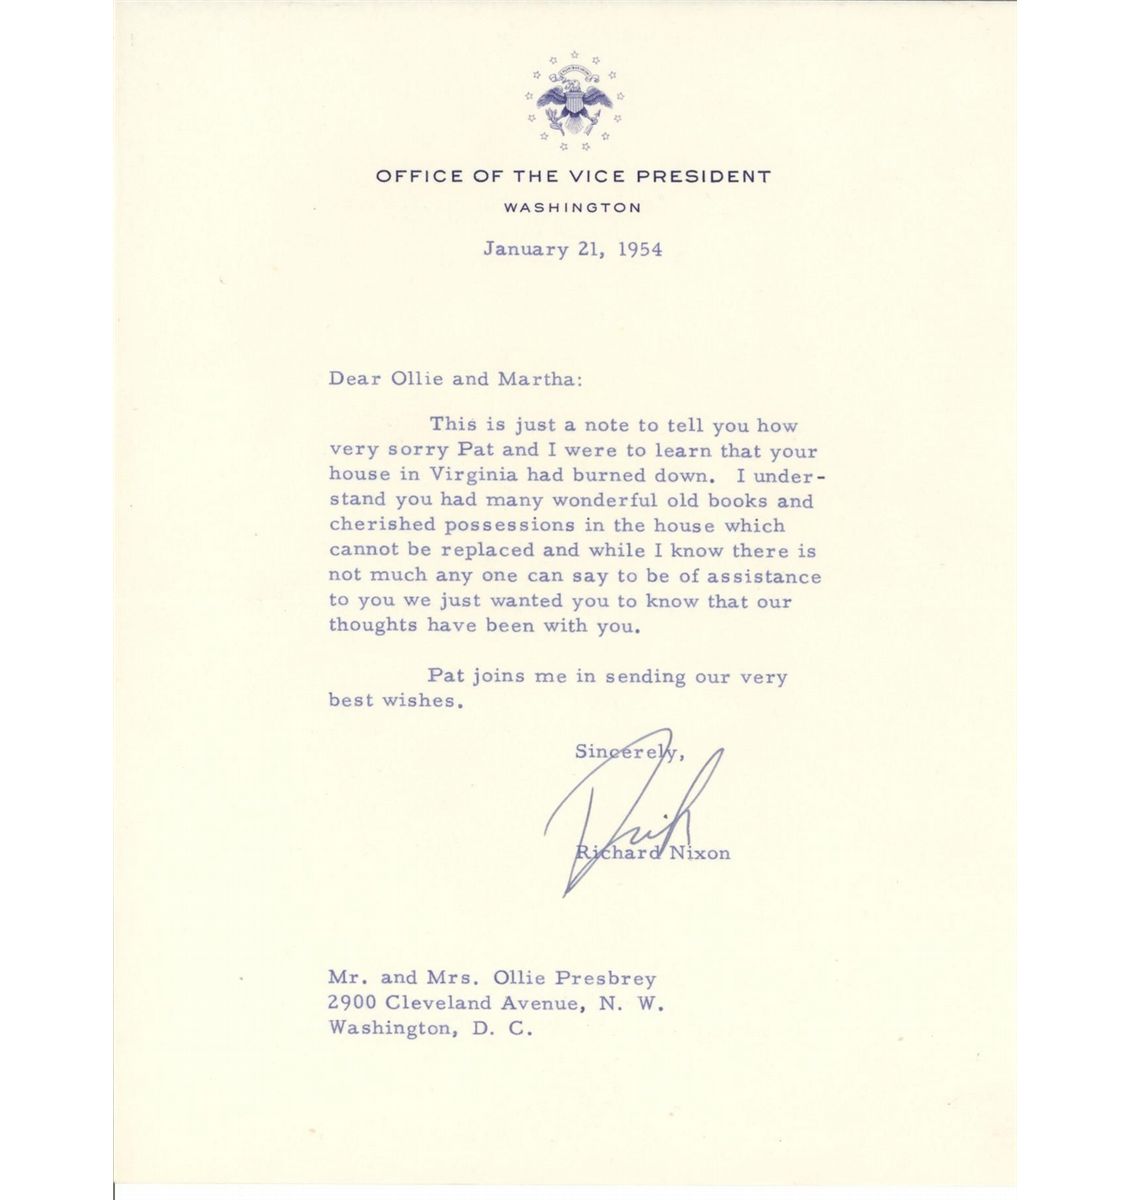 OFFICE OF THE VICE PRESIDENT
WASHINGTON
January 21, 1954
Dear Ollie and Martha:
This is just a note to tell you how
very sorry Pat and I were to learn that your
house in Virginia had burned down. I under-
stand you had many wonderful old books and
cherished possessions in the house which
cannot be replaced and while I know there is
not much any one can say to be of assistance
to you we just wanted you to know that our
thoughts have been with you.
Pat joins me in sending our very
best wishes.
Sincerely,
Dick
Richard Nixon
Mr. and Mrs. Ollie Presbrey
2900 Cleveland Avenue, N. W.
Washington, D. C.